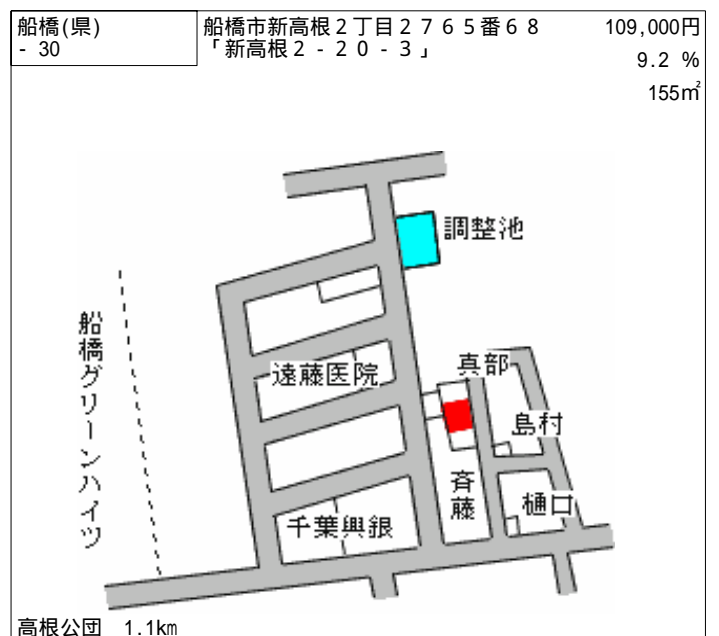 船橋(県)
- 30
船橋市新高根２丁目２７６５番６８
「新高根２-２０-３」
109,000円
9.2 %
155㎡
調整池
船橋グリーンハイツ
遠藤医院
真部
島村
斉藤
樋口
千葉興銀
高根公団 1.1km